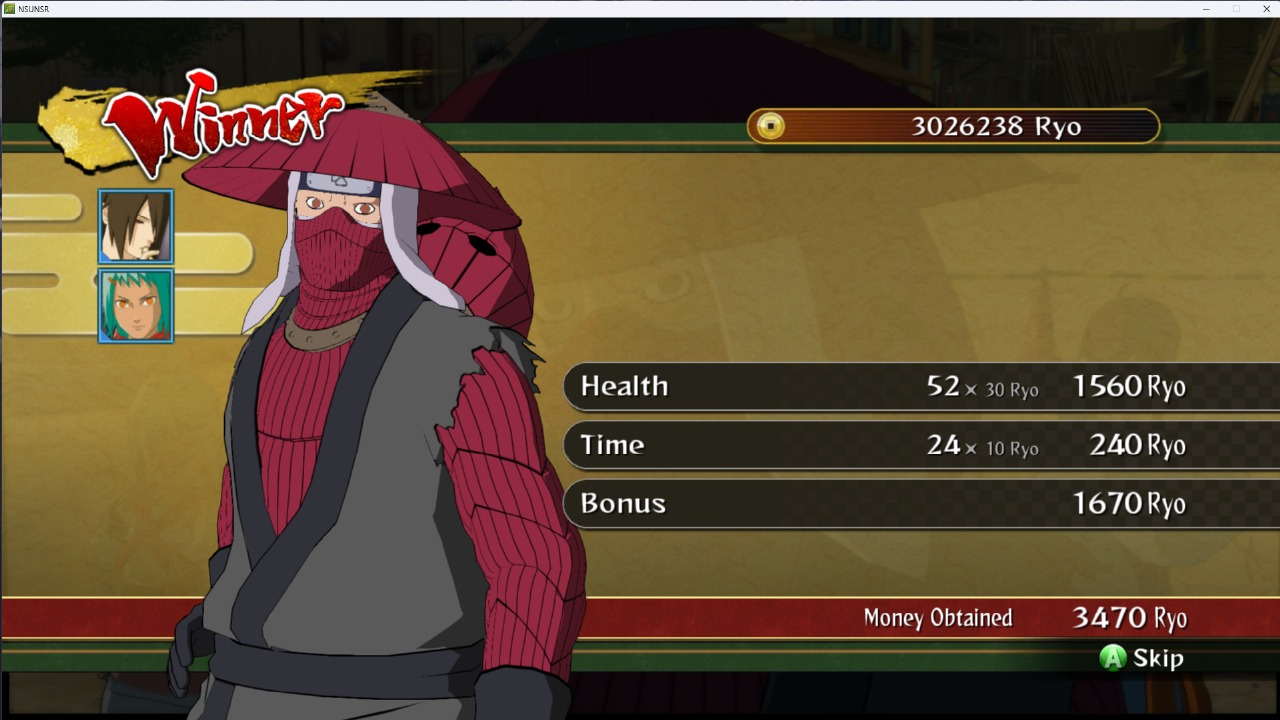 NSUNSR
Winner
3026238 Ryo
Health 52 × 30 Ryo 1560 Ryo
Time 24 × 10 Ryo 240 Ryo
Bonus 1670 Ryo
Money Obtained 3470 Ryo
A Skip